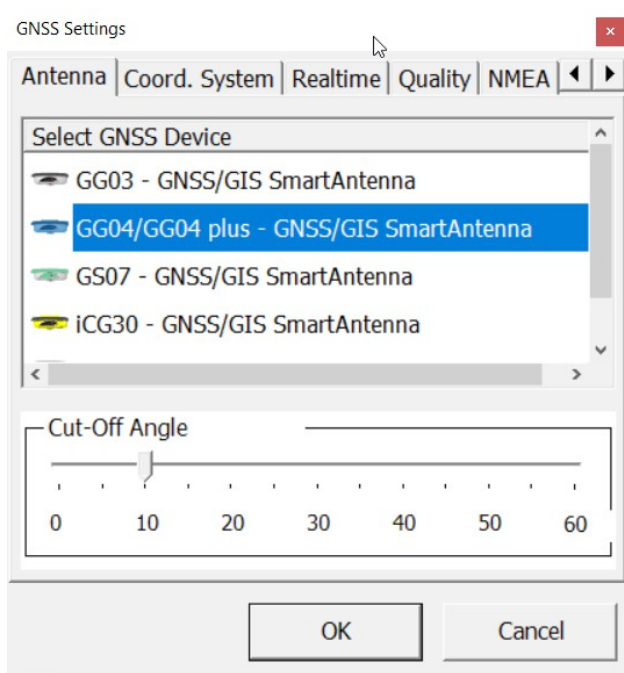 GNSS Settings
Antenna Coord. System Realtime Quality NMEA
Select GNSS Device
GG03 - GNSS/GIS SmartAntenna
GG04/GG04 plus - GNSS/GIS SmartAntenna
GS07 - GNSS/GIS SmartAntenna
iCG30 - GNSS/GIS SmartAntenna
Cut-Off Angle
0 10 20 30 40 50 60
OK Cancel